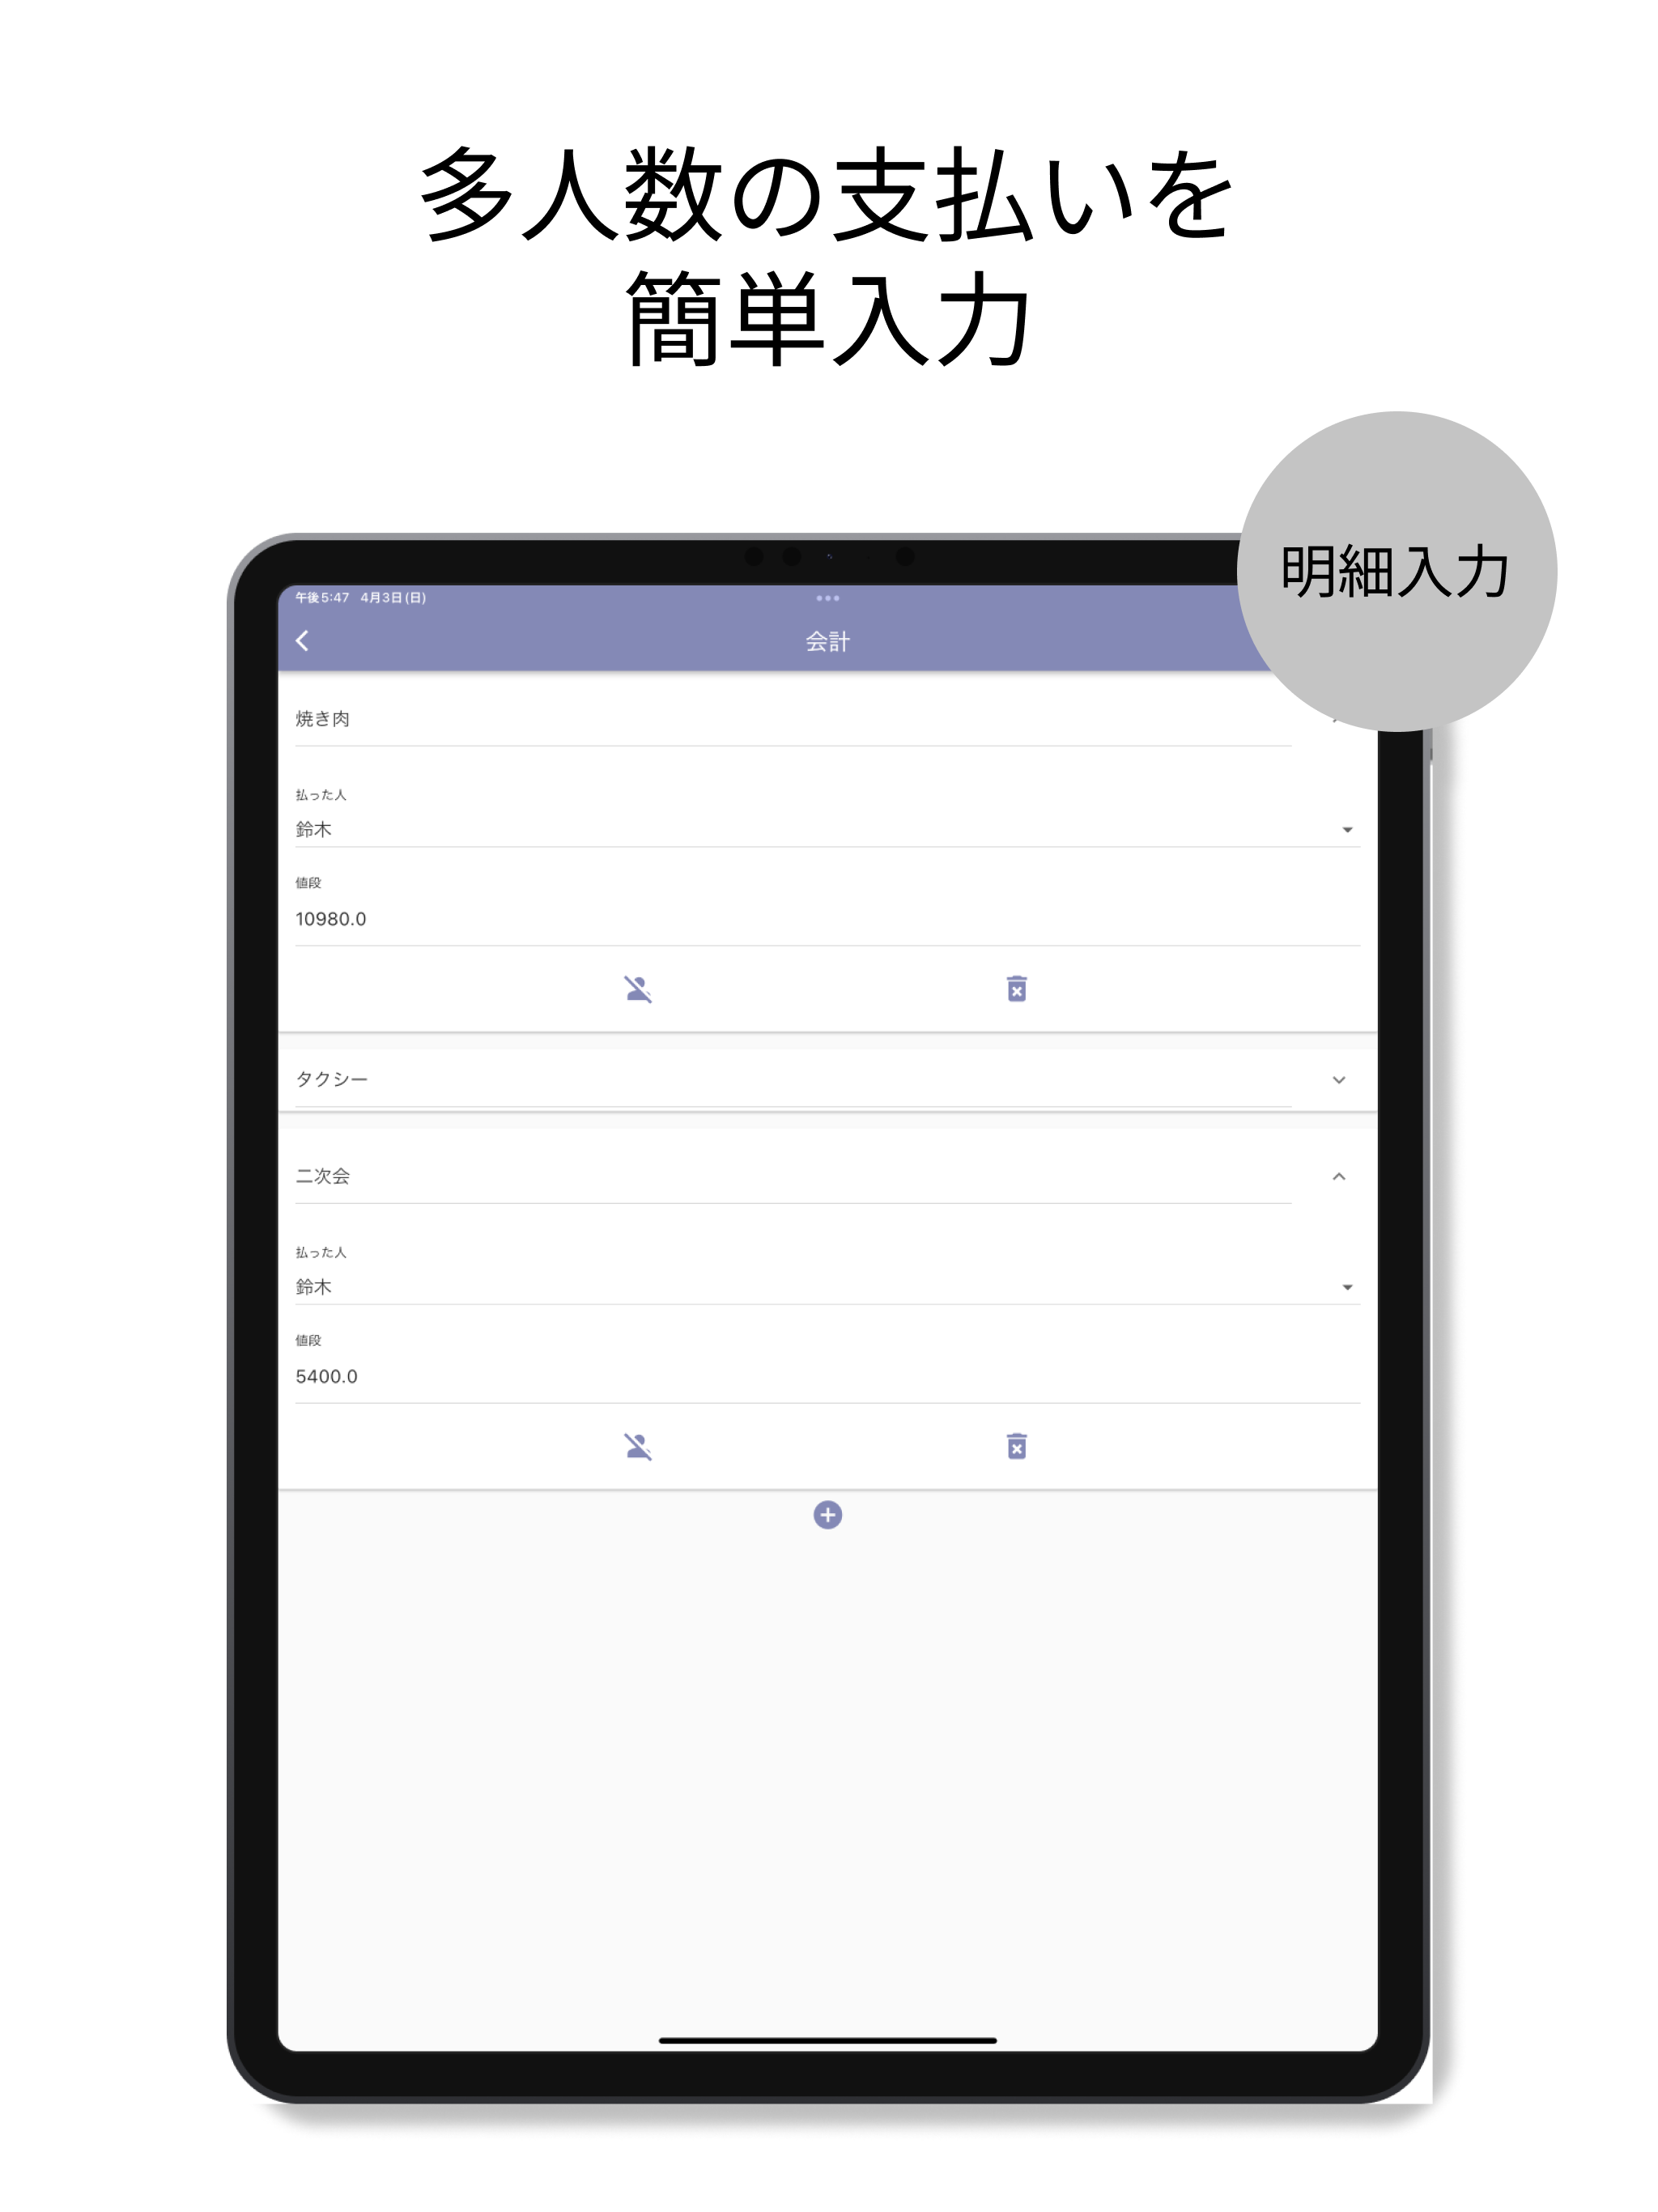 多人数の支払いを
簡単入力
明細入力
午後5:47 4月3日(日)
会計
焼き肉
払った人
鈴木
値段
10980.0
タクシー
二次会
払った人
鈴木
値段
5400.0